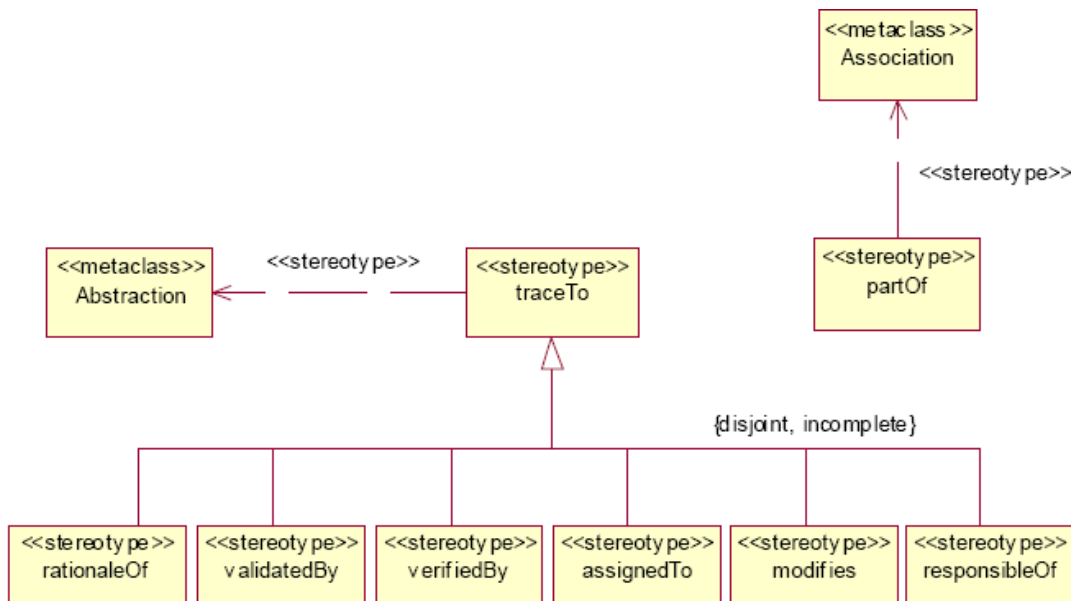 <<metaclass>>
Association
<<stereotype>>
<<stereotype>>
partOf
<<metaclass>>
Abstraction
<<stereotype>>
<<stereotype>>
traceTo
{disjoint, incomplete}
<<stereotype>>
rationaleOf
<<stereotype>>
validatedBy
<<stereotype>>
verifiedBy
<<stereotype>>
assignedTo
<<stereotype>>
modifies
<<stereotype>>
responsibleOf